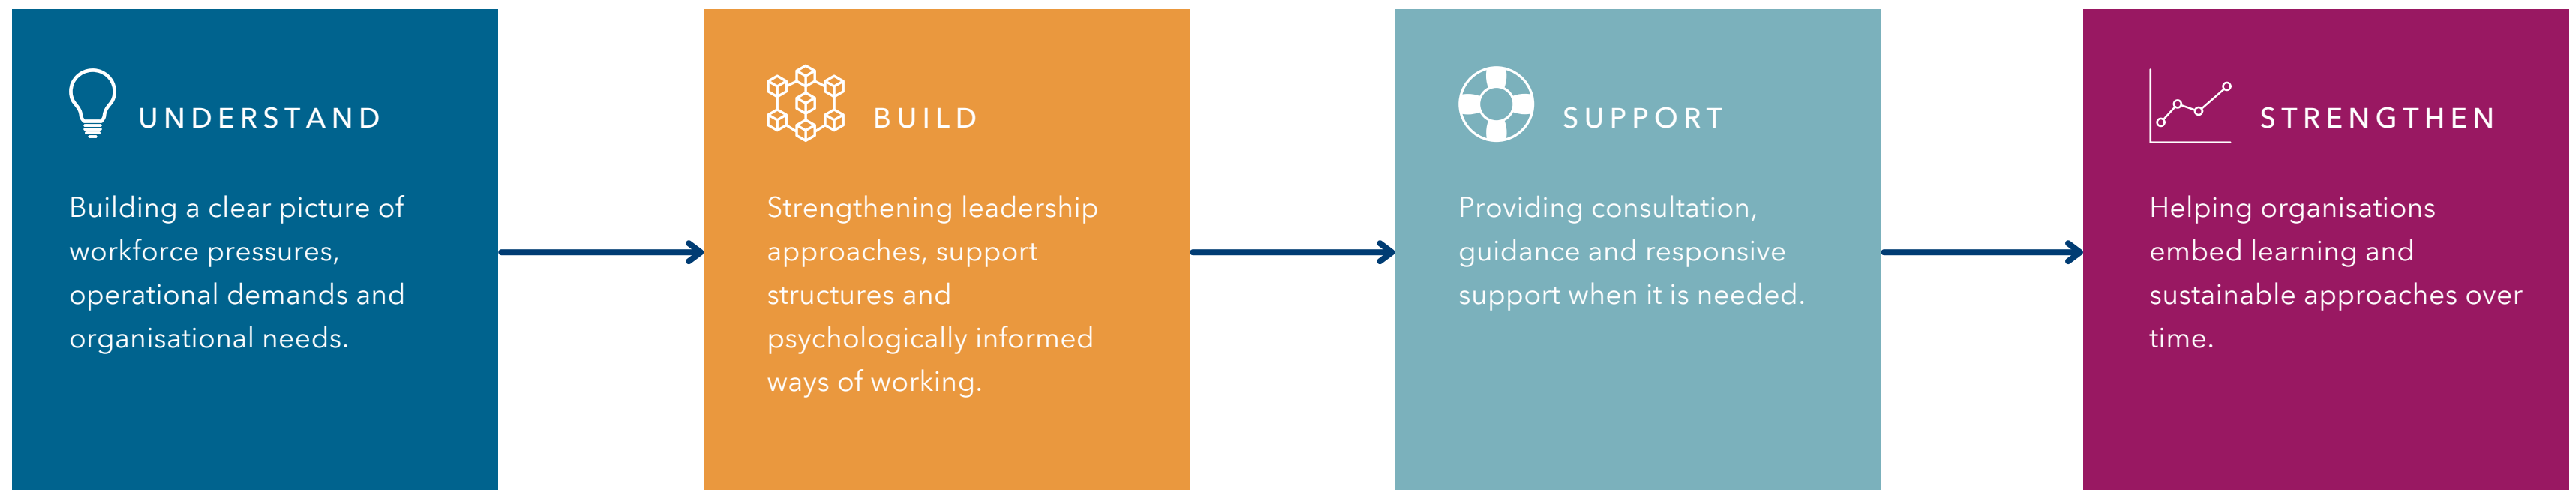 UNDERSTAND
Building a clear picture of
workforce pressures,
operational demands and
organisational needs.
BUILD
Strengthening leadership
approaches, support
structures and
psychologically informed
ways of working.
SUPPORT
Providing consultation,
guidance and responsive
support when it is needed.
STRENGTHEN
Helping organisations
embed learning and
sustainable approaches over
time.